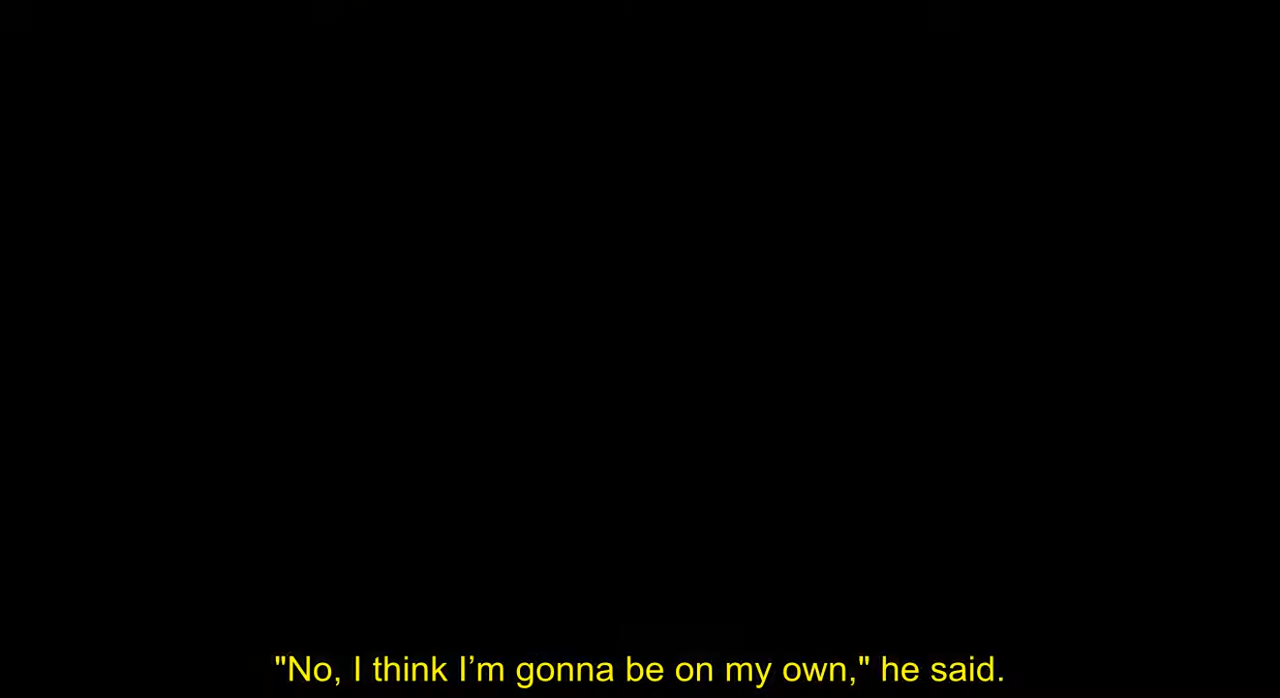 "No, I think I’m gonna be on my own," he said.